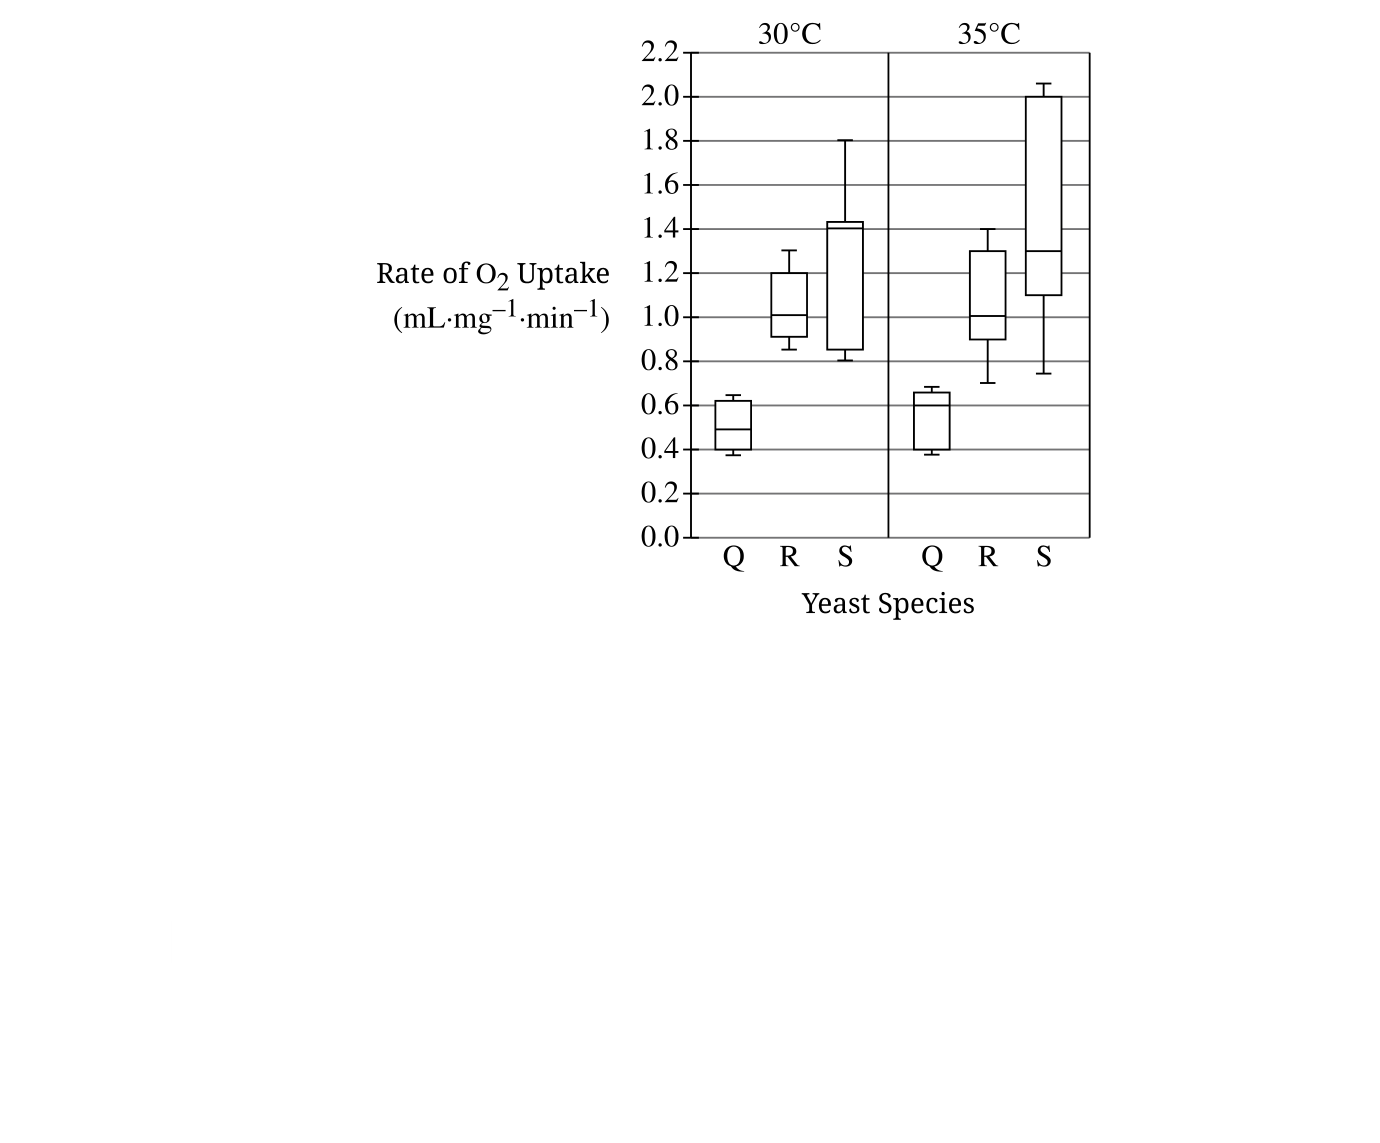 30°C 35°C
2.2
2.0
1.8
1.6
1.4
1.2
1.0
0.8
0.6
0.4
0.2
0.0
Rate of O₂ Uptake
(mL·mg⁻¹·min⁻¹)
Q R S Q R S
Yeast Species